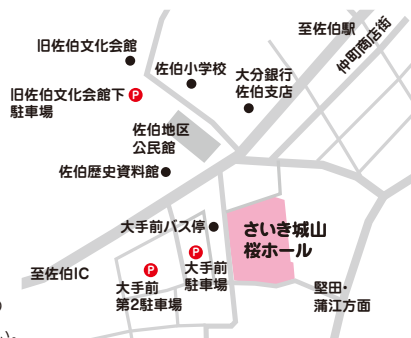 至佐伯駅
仲町商店街
旧佐伯文化会館
佐伯小学校
大分銀行
佐伯支店
旧佐伯文化会館下
駐車場
P
佐伯地区
公民館
佐伯歴史資料館
大手前バス停
さいき城山
桜ホール
P
大手前
駐車場
至佐伯IC
P
大手前
第2駐車場
堅田・
蒲江方面
の
い。